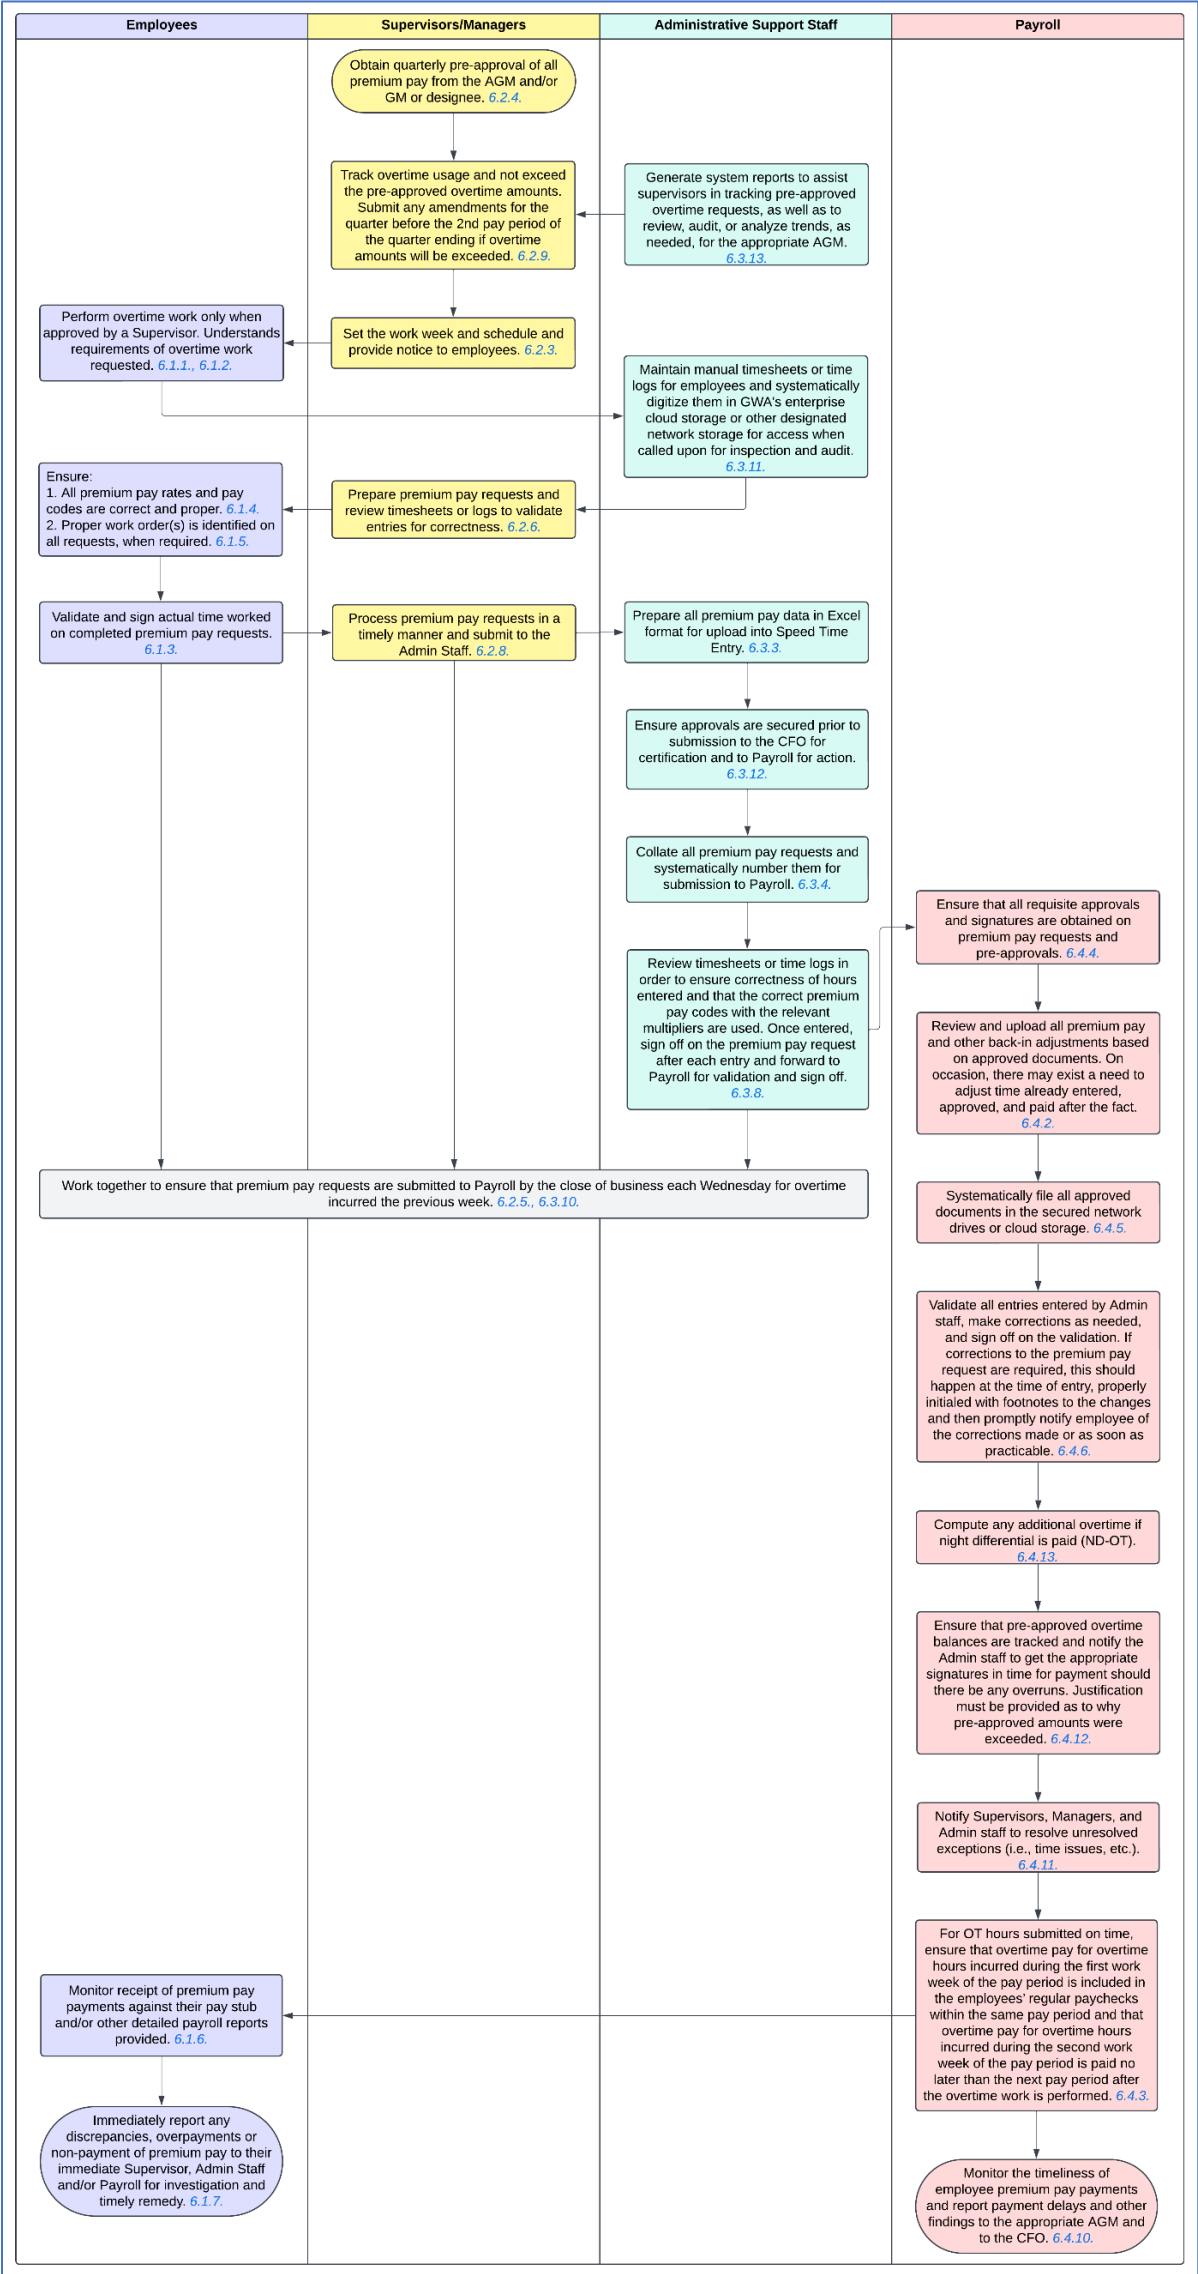 Employees
Supervisors/Managers
Administrative Support Staff
Payroll
Obtain quarterly pre-approval of all
premium pay from the AGM and/or
GM or designee. 6.2.4.
Track overtime usage and not exceed
the pre-approved overtime amounts.
Submit any amendments for the
quarter before the 2nd pay period of
the quarter ending if overtime
amounts will be exceeded. 6.2.9.
Generate system reports to assist
supervisors in tracking pre-approved
overtime requests, as well as to
review, audit, or analyze trends, as
needed, for the appropriate AGM.
6.3.13.
Perform overtime work only when
approved by a Supervisor. Understands
requirements of overtime work
requested. 6.1.1., 6.1.2.
Set the work week and schedule and
provide notice to employees. 6.2.3.
Maintain manual timesheets or time
logs for employees and systematically
digitize them in GWA's enterprise
cloud storage or other designated
network storage for access when
called upon for inspection and audit.
6.3.11.
Ensure:
1. All premium pay rates and pay
codes are correct and proper. 6.1.4.
2. Proper work order(s) is identified on
all requests, when required. 6.1.5.
Prepare premium pay requests and
review timesheets or logs to validate
entries for correctness. 6.2.6.
Validate and sign actual time worked
on completed premium pay requests.
6.1.3.
Process premium pay requests in a
timely manner and submit to the
Admin Staff. 6.2.8.
Prepare all premium pay data in Excel
format for upload into Speed Time
Entry. 6.3.3.
Ensure approvals are secured prior to
submission to the CFO for
certification and to Payroll for action.
6.3.12.
Collate all premium pay requests and
systematically number them for
submission to Payroll. 6.3.4.
Review timesheets or time logs in
order to ensure correctness of hours
entered and that the correct premium
pay codes with the relevant
multipliers are used. Once entered,
sign off on the premium pay request
after each entry and forward to
Payroll for validation and sign off.
6.3.8.
Ensure that all requisite approvals
and signatures are obtained on
premium pay requests and
pre-approvals. 6.4.4.
Review and upload all premium pay
and other back-in adjustments based
on approved documents. On
occasion, there may exist a need to
adjust time already entered,
approved, and paid after the fact.
6.4.2.
Work together to ensure that premium pay requests are submitted to Payroll by the close of business each Wednesday for overtime
incurred the previous week. 6.2.5., 6.3.10.
Systematically file all approved
documents in the secured network
drives or cloud storage. 6.4.5.
Validate all entries entered by Admin
staff, make corrections as needed,
and sign off on the validation. If
corrections to the premium pay
request are required, this should
happen at the time of entry, properly
initialed with footnotes to the changes
and then promptly notify employee of
the corrections made or as soon as
practicable. 6.4.6.
Compute any additional overtime if
night differential is paid (ND-OT).
6.4.13.
Ensure that pre-approved overtime
balances are tracked and notify the
Admin staff to get the appropriate
signatures in time for payment should
there be any overruns. Justification
must be provided as to why
pre-approved amounts were
exceeded. 6.4.12.
Notify Supervisors, Managers, and
Admin staff to resolve unresolved
exceptions (i.e., time issues, etc.).
6.4.11.
For OT hours submitted on time,
ensure that overtime pay for overtime
hours incurred during the first work
week of the pay period is included in
the employees' regular paychecks
within the same pay period and that
overtime pay for overtime hours
incurred during the second work
week of the pay period is paid no
later than the next pay period after
the overtime work is performed. 6.4.3.
Monitor receipt of premium pay
payments against their pay stub
and/or other detailed payroll reports
provided. 6.1.6.
Immediately report any
discrepancies, overpayments or
non-payment of premium pay to their
immediate Supervisor, Admin Staff
and/or Payroll for investigation and
timely remedy. 6.1.7.
Monitor the timeliness of
employee premium pay payments
and report payment delays and other
findings to the appropriate AGM and
to the CFO. 6.4.10.